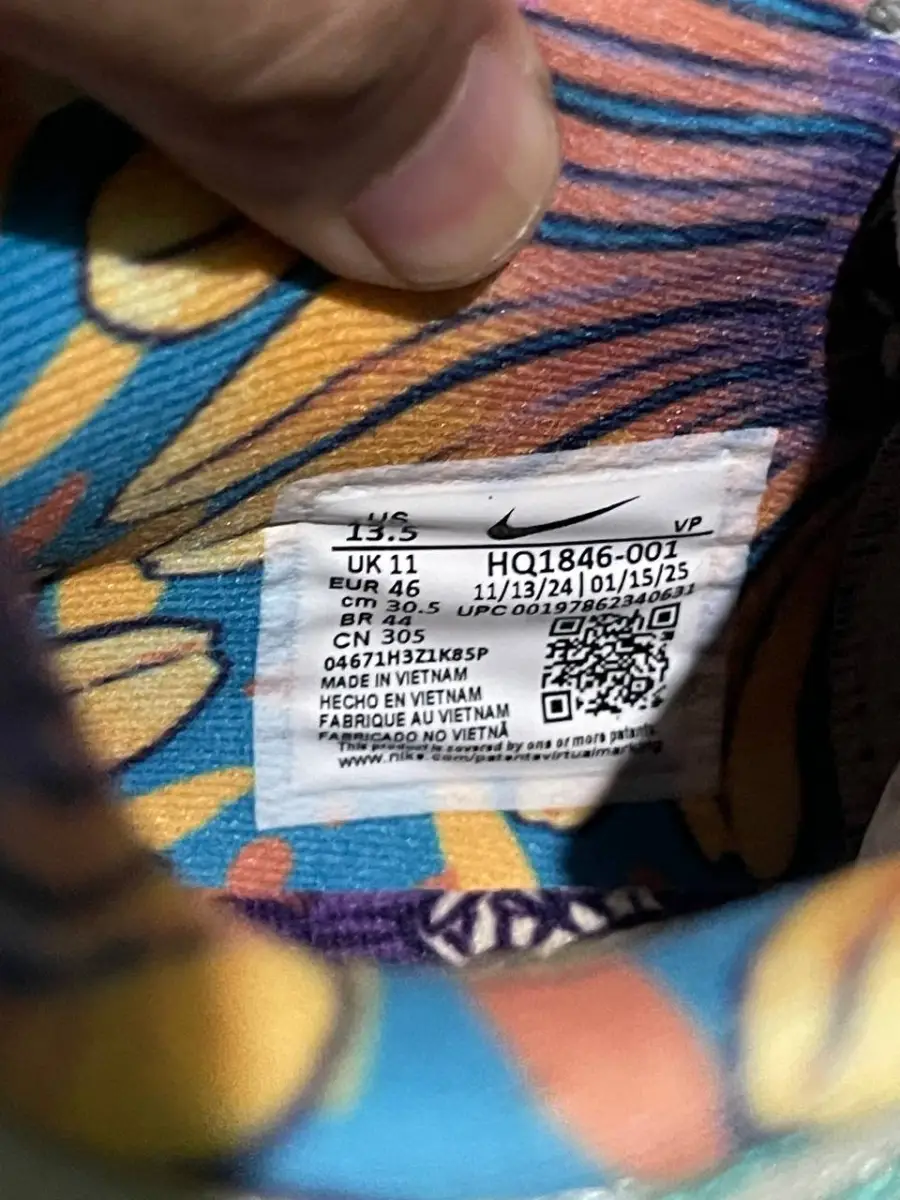 US
13.5
VP
UK 11
HQ1846-001
EUR 46
11/13/24|01/15/25
cm 30.5
UPC 00197862340631
BR 44
CN 305
04671H3Z1K85P
MADE IN VIETNAM
HECHO EN VIETNAM
FABRIQUE AU VIETNAM
FABRICADO NO VIETNÃ
This product is covered by one or more patents
www.nike.com/patentsvirtualmarking